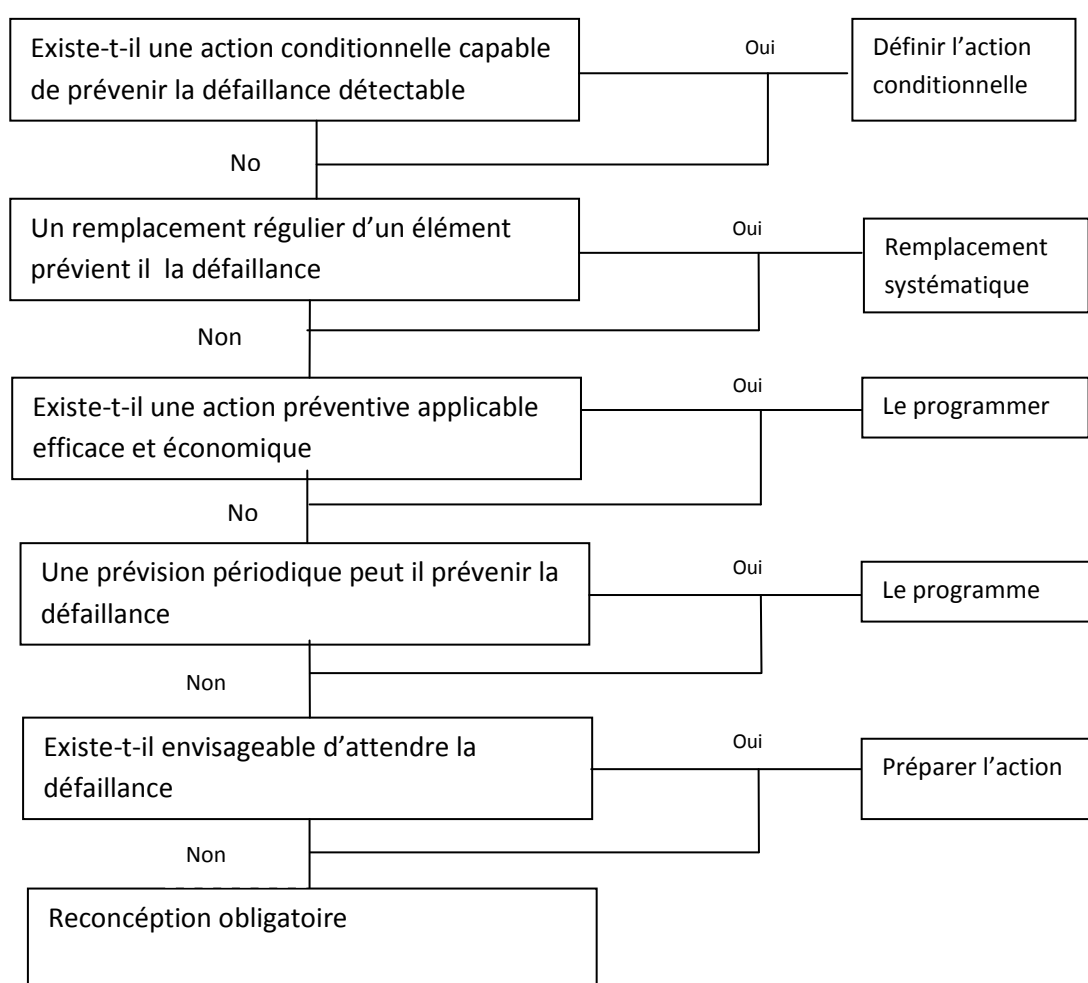 Existe-t-il une action conditionnelle capable
de prévenir la défaillance détectable
Oui
Définir l’action
conditionnelle
No
Un remplacement régulier d’un élément
prévient il  la défaillance
Oui
Remplacement
systématique
Non
Existe-t-il une action préventive applicable
efficace et économique
Oui
Le programmer
No
Une prévision périodique peut il prévenir la
défaillance
Oui
Le programme
Non
Existe-t-il envisageable d’attendre la
défaillance
Oui
Préparer l’action
Non
Reconcéption obligatoire